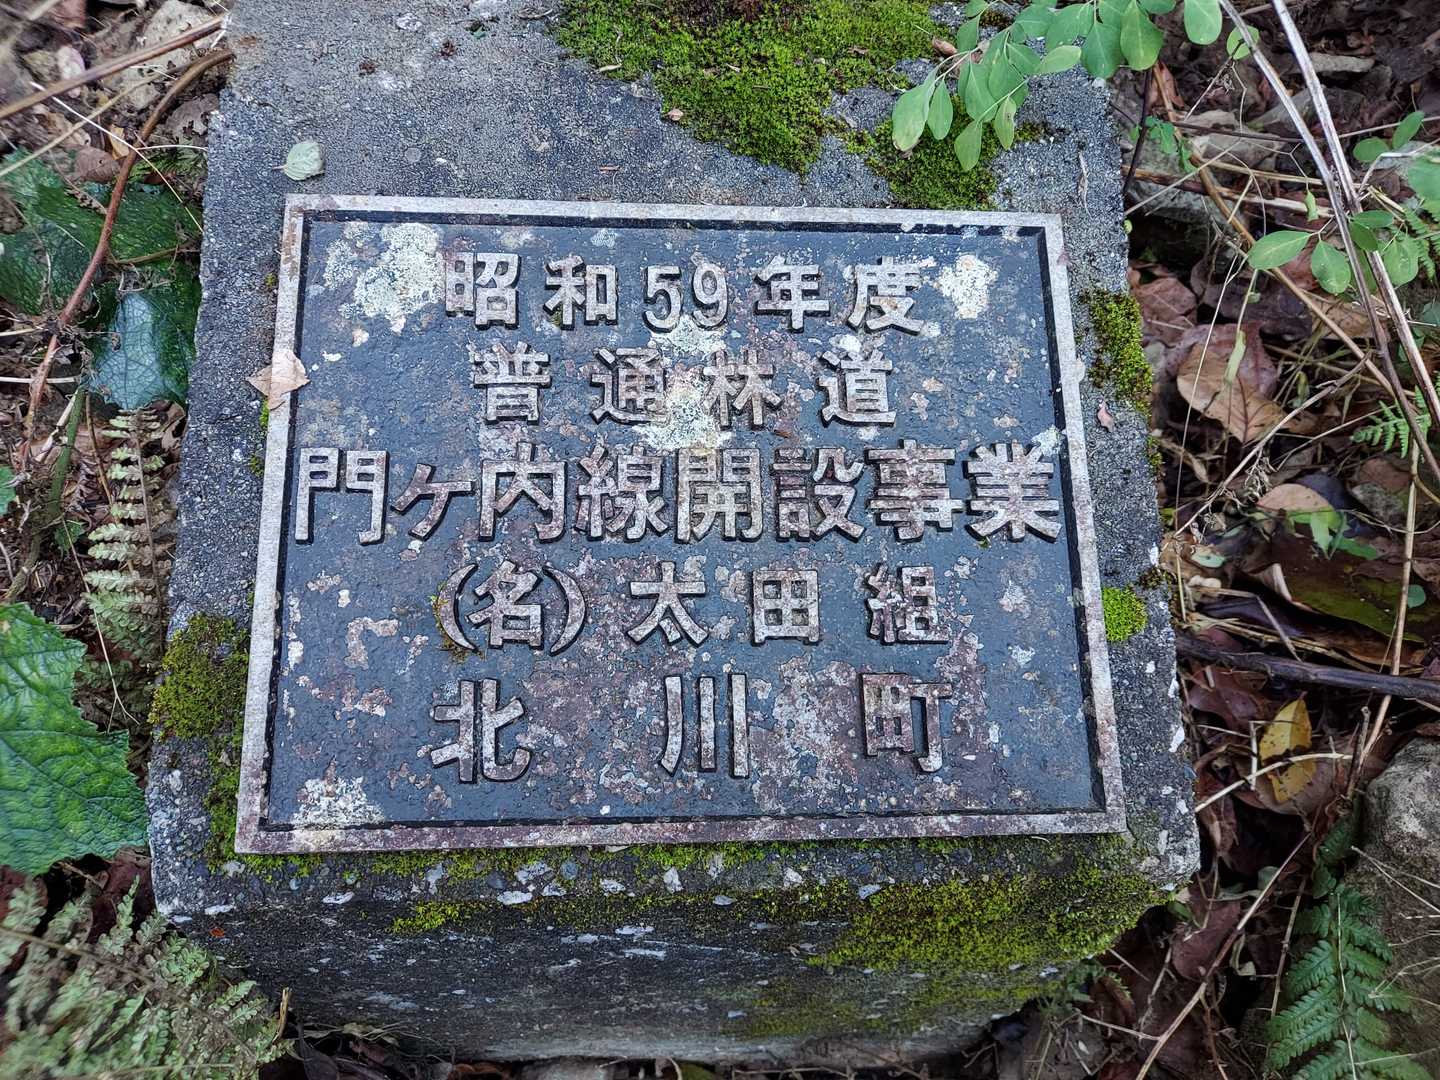 昭和59年度
普通林道
門ヶ内線開設事業
(名)太田組
北川町